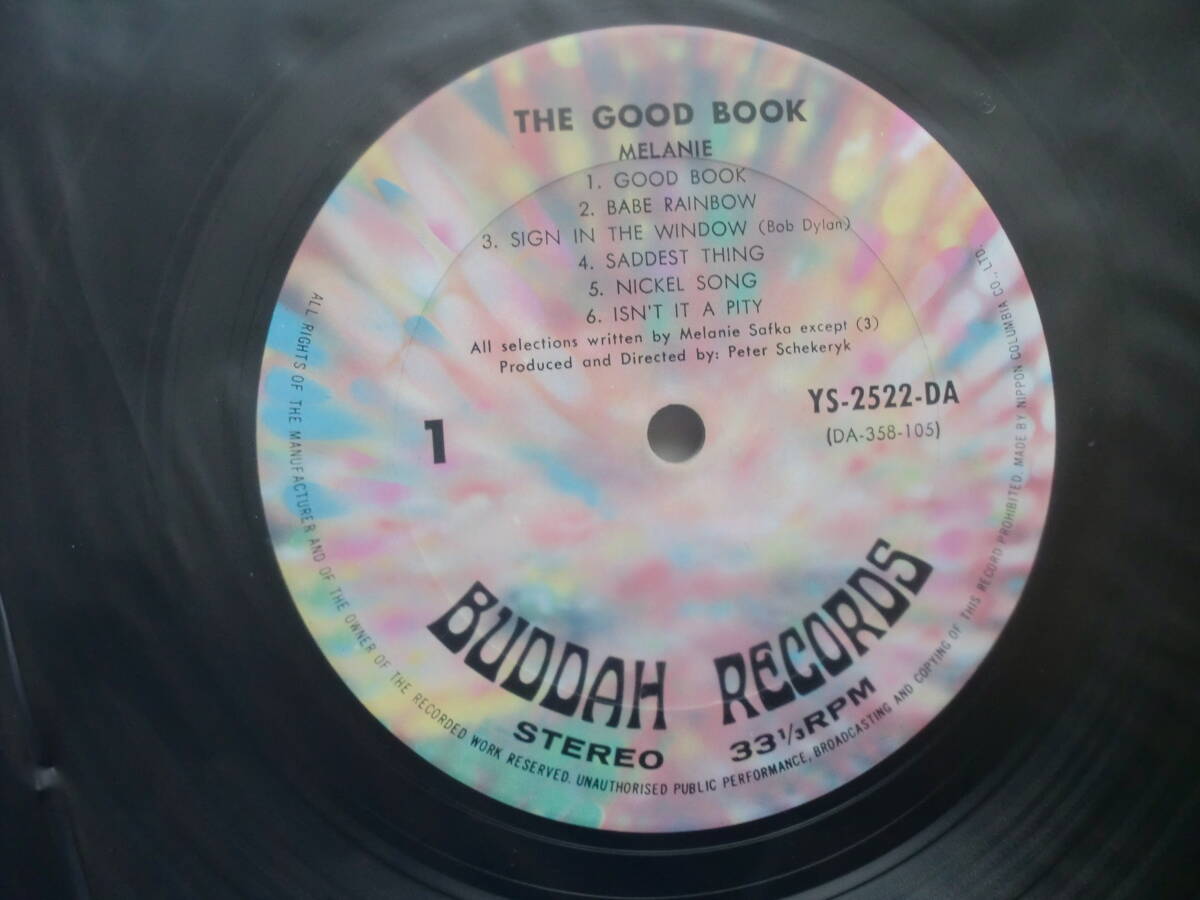 THE GOOD BOOK
MELANIE
1. GOOD BOOK
2. BABE RAINBOW
3. SIGN IN THE WINDOW (Bob Dylan)
4. SADDEST THING
5. NICKEL SONG
6. ISN'T IT A PITY
All selections written by Melanie Safka except (3)
Produced and Directed by: Peter Schekeryk
1
YS-2522-DA
(DA-358-105)
BUDDAH RECORDS
STEREO 33 1/3 RPM
ALL RIGHTS OF THE MANUFACTURER AND OF THE OWNER OF THE RECORDED WORK RESERVED. UNAUTHORISED PUBLIC PERFORMANCE, BROADCASTING AND COPYING OF THIS RECORD PROHIBITED. MADE BY NIPPON COLUMBIA CO., LTD.